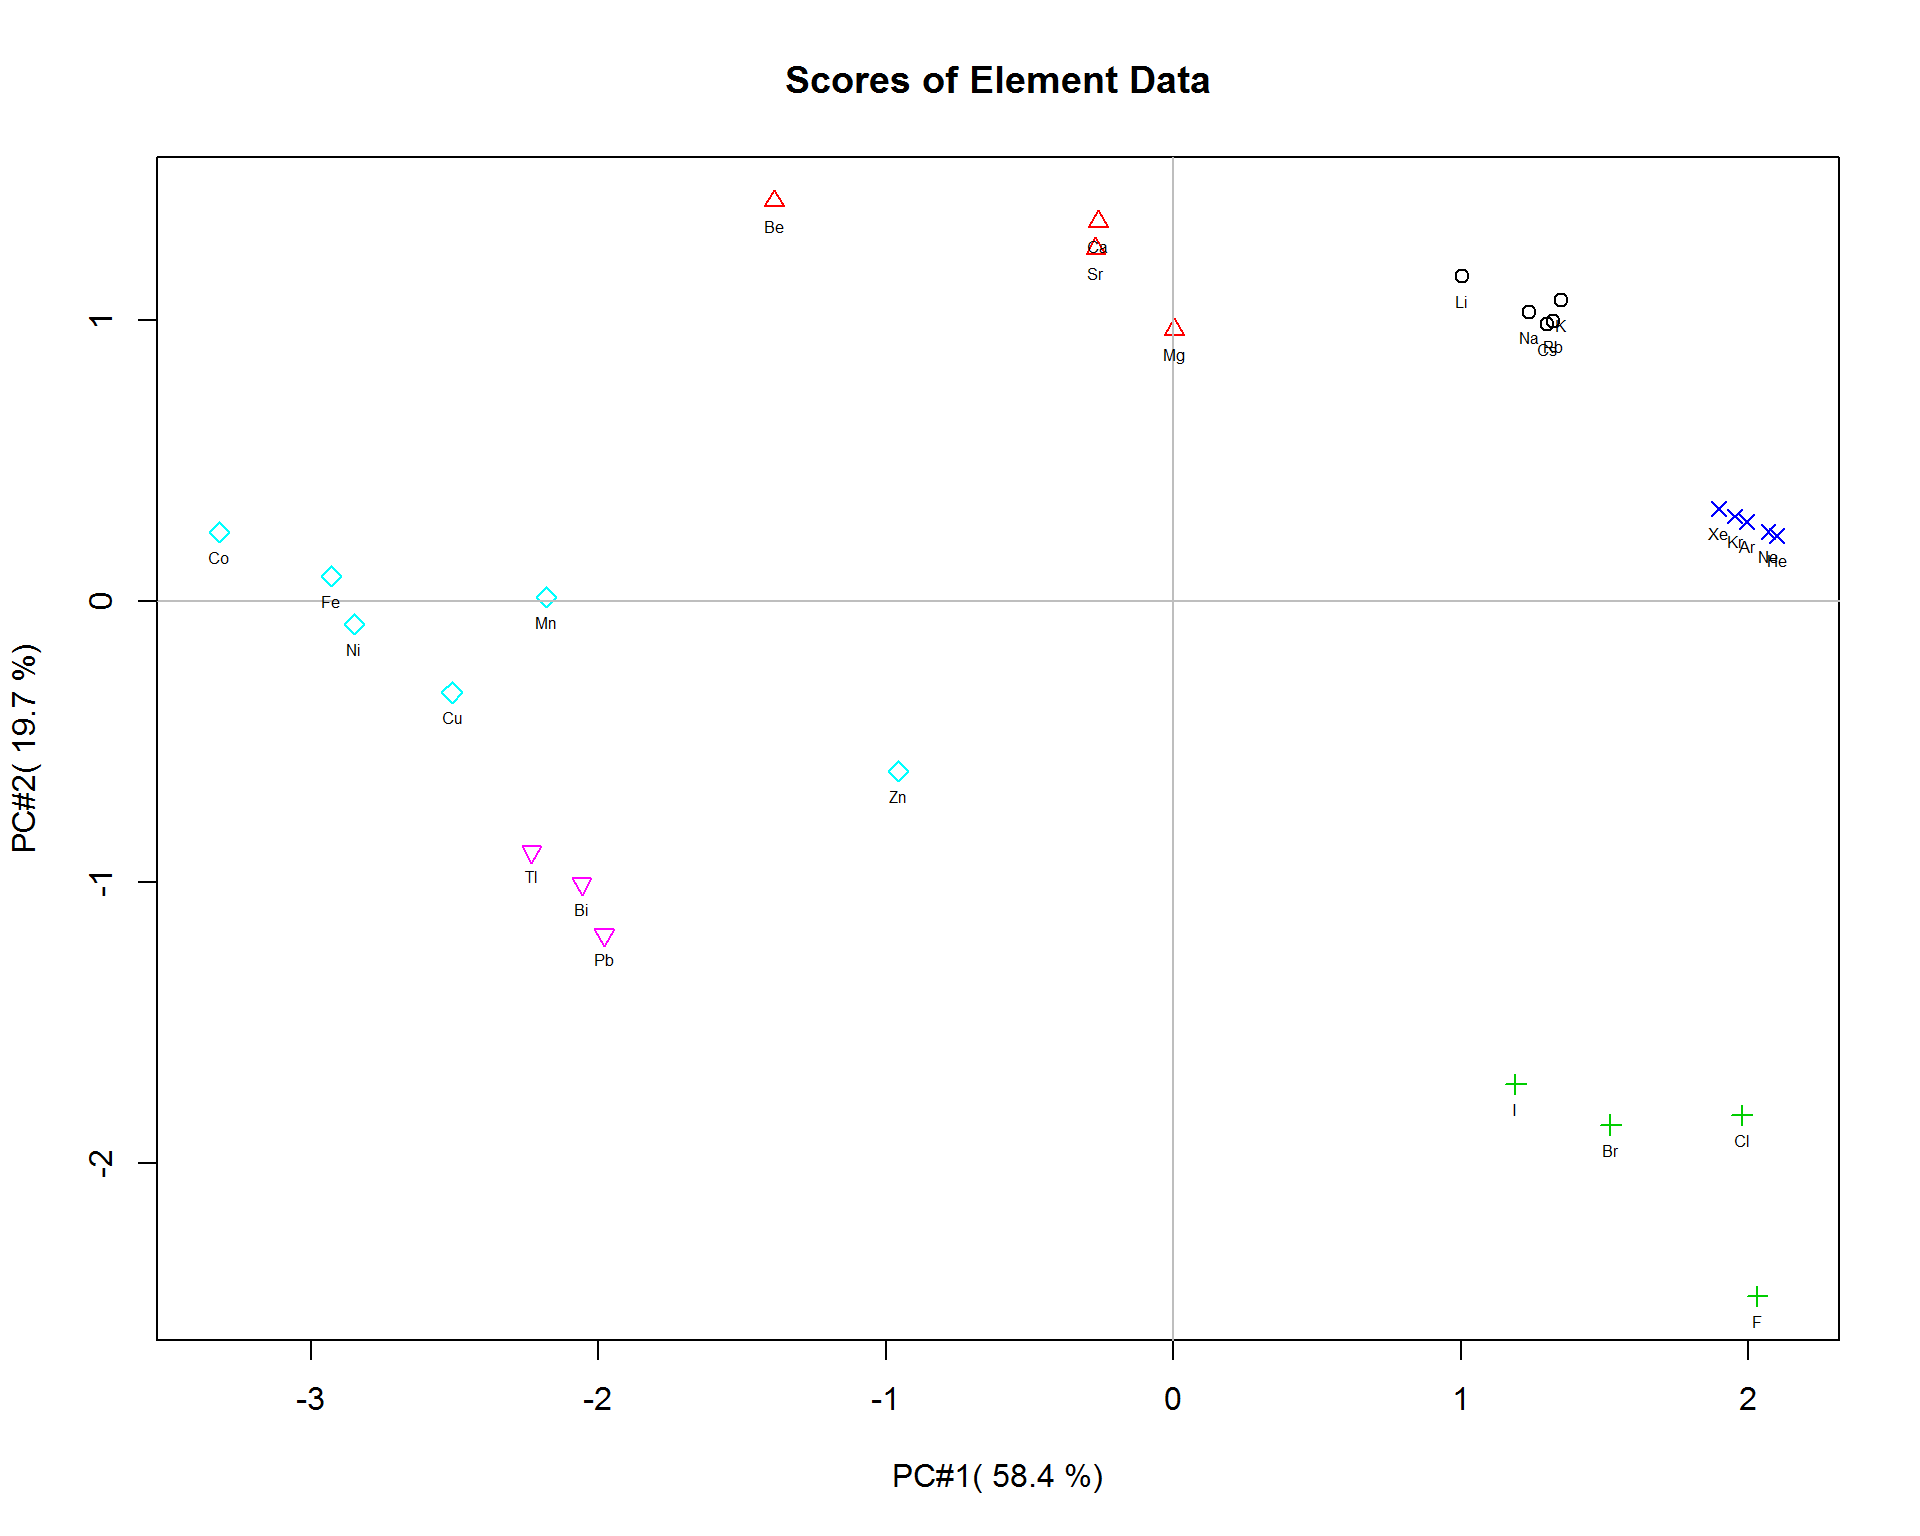 Scores of Element Data
Be
Ca
Sr
Li
K
Na
Rb
Cs
Mg
Xe
Kr
Ar
Ne
He
Co
Fe
Mn
Ni
Cu
Zn
Tl
Bi
Pb
I
Cl
Br
F
1
0
-1
-2
PC#2( 19.7 %)
-3 -2 -1 0 1 2
PC#1( 58.4 %)